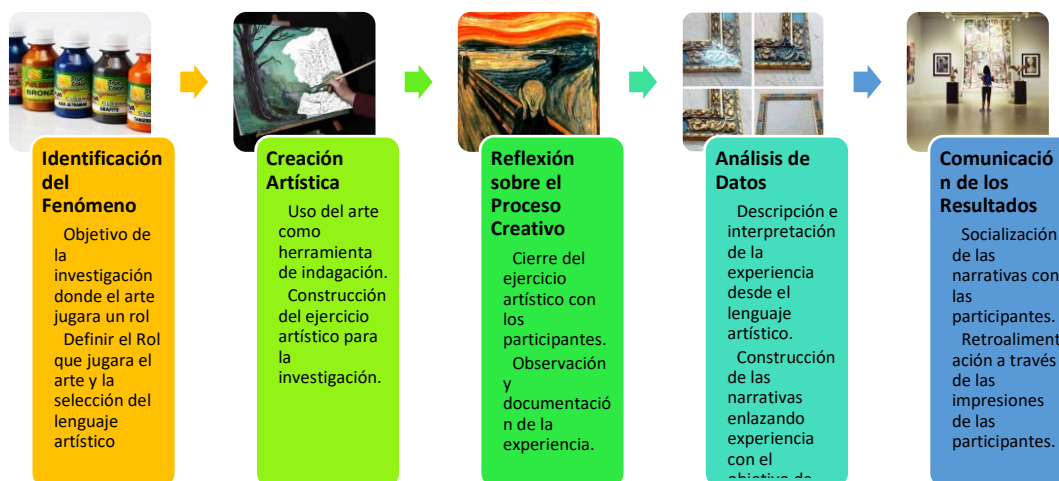 Identificación
del
Fenómeno
Objetivo de
la
investigación
donde el arte
jugara un rol
Definir el Rol
que jugara el
arte y la
selección del
lenguaje
artístico
Creación
Artística
Uso del arte
como
herramienta
de indagación.
Construcción
del ejercicio
artístico para
la
investigación.
Reflexión
sobre el
Proceso
Creativo
Cierre del
ejercicio
artístico con
los
participantes.
Observación
y
documentació
n de la
experiencia.
Análisis de
Datos
Descripción e
interpretación
de la
experiencia
desde el
lenguaje
artístico.
Construcción
de las
narrativas
enlazando
experiencia
con el
objetivo de
Comunicació
n de los
Resultados
Socialización
de las
narrativas con
las
participantes.
Retroaliment
ación a través
de las
impresiones
de las
participantes.
BRONZ
GRAFITE